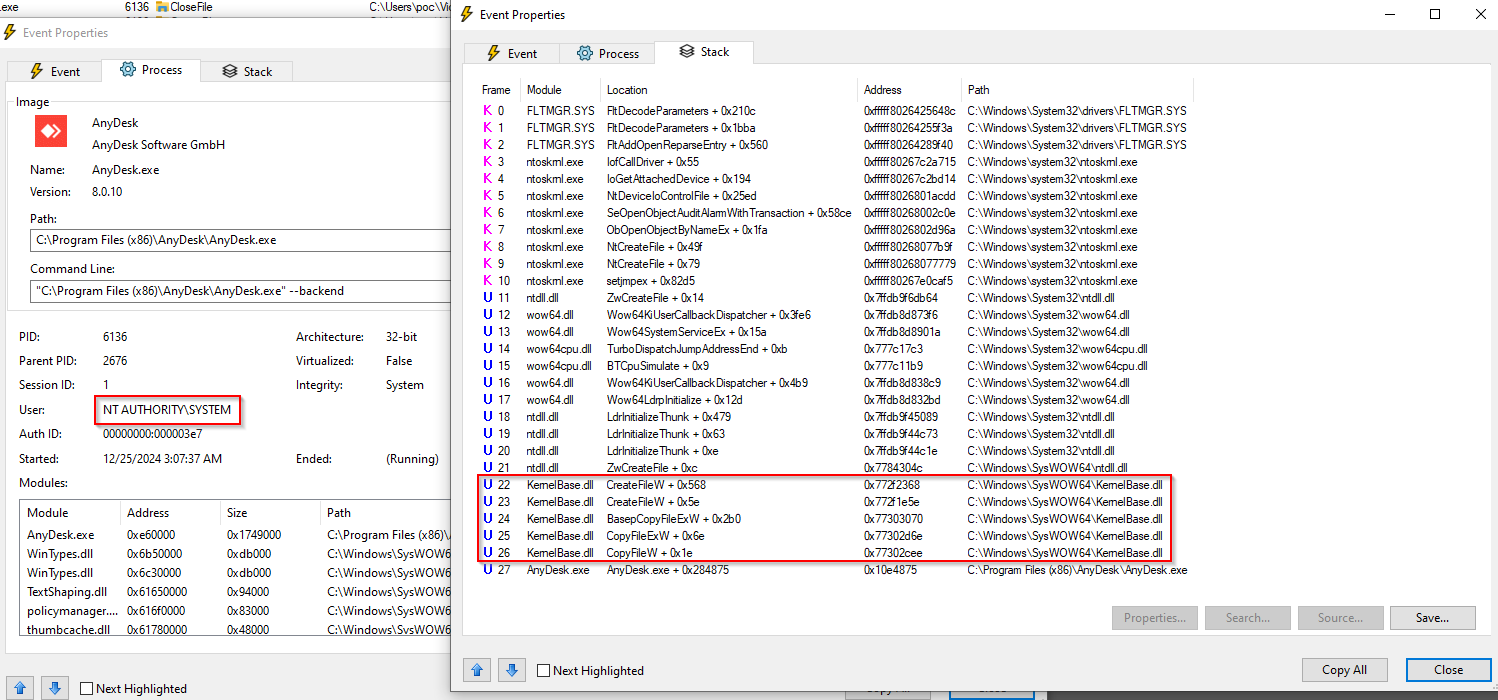 .exe 6136 CloseFile C:\Users\poc\Vi
Event Properties
Event Process Stack
Image
AnyDesk
AnyDesk Software GmbH
Name: AnyDesk.exe
Version: 8.0.10
Path:
C:\Program Files (x86)\AnyDesk\AnyDesk.exe
Command Line:
"C:\Program Files (x86)\AnyDesk\AnyDesk.exe" --backend
PID: 6136 Architecture: 32-bit
Parent PID: 2676 Virtualized: False
Session ID: 1 Integrity: System
User: NT AUTHORITY\SYSTEM
Auth ID: 00000000:000003e7
Started: 12/25/2024 3:07:37 AM Ended: (Running)
Modules:
Module Address Size Path
AnyDesk.exe 0xe60000 0x1749000 C:\Program Files (x86)\
WinTypes.dll 0x6b50000 0xdb000 C:\Windows\SysWOW6
WinTypes.dll 0x6c30000 0xdb000 C:\Windows\SysWOW6
TextShaping.dll 0x61650000 0x94000 C:\Windows\SysWOW6
policymanager.... 0x616f0000 0x83000 C:\Windows\SysWOW6
thumbcache.dll 0x61780000 0x48000 C:\Windows\SysWOW6
Next Highlighted
Event Properties
Event Process Stack
Frame Module Location Address Path
K 0 FLTMGR.SYS FltDecodeParameters + 0x210c 0xfffff8026425648c C:\Windows\System32\drivers\FLTMGR.SYS
K 1 FLTMGR.SYS FltDecodeParameters + 0x1bba 0xfffff80264255f3a C:\Windows\System32\drivers\FLTMGR.SYS
K 2 FLTMGR.SYS FltAddOpenReparseEntry + 0x560 0xfffff80264289f40 C:\Windows\System32\drivers\FLTMGR.SYS
K 3 ntoskrnl.exe IofCallDriver + 0x55 0xfffff80267c2a715 C:\Windows\system32\ntoskrnl.exe
K 4 ntoskrnl.exe IoGetAttachedDevice + 0x194 0xfffff80267c2bd14 C:\Windows\system32\ntoskrnl.exe
K 5 ntoskrnl.exe NtDeviceIoControlFile + 0x25ed 0xfffff8026801acdd C:\Windows\system32\ntoskrnl.exe
K 6 ntoskrnl.exe SeOpenObjectAuditAlarmWithTransaction + 0x58ce 0xfffff80268002c0e C:\Windows\system32\ntoskrnl.exe
K 7 ntoskrnl.exe ObOpenObjectByNameEx + 0x1fa 0xfffff8026802d96a C:\Windows\system32\ntoskrnl.exe
K 8 ntoskrnl.exe NtCreateFile + 0x49f 0xfffff80268077b9f C:\Windows\system32\ntoskrnl.exe
K 9 ntoskrnl.exe NtCreateFile + 0x79 0xfffff80268077779 C:\Windows\system32\ntoskrnl.exe
K 10 ntoskrnl.exe setjmpex + 0x82d5 0xfffff80267e0caf5 C:\Windows\system32\ntoskrnl.exe
U 11 ntdll.dll ZwCreateFile + 0x14 0x7ffdb9f6db64 C:\Windows\System32\ntdll.dll
U 12 wow64.dll Wow64KiUserCallbackDispatcher + 0x3fe6 0x7ffdb8d873f6 C:\Windows\System32\wow64.dll
U 13 wow64.dll Wow64SystemServiceEx + 0x15a 0x7ffdb8d8901a C:\Windows\System32\wow64.dll
U 14 wow64cpu.dll TurboDispatchJumpAddressEnd + 0xb 0x777c17c3 C:\Windows\System32\wow64cpu.dll
U 15 wow64cpu.dll BTCpuSimulate + 0x9 0x777c11b9 C:\Windows\System32\wow64cpu.dll
U 16 wow64.dll Wow64KiUserCallbackDispatcher + 0x4b9 0x7ffdb8d838c9 C:\Windows\System32\wow64.dll
U 17 wow64.dll Wow64LdrpInitialize + 0x12d 0x7ffdb8d832bd C:\Windows\System32\wow64.dll
U 18 ntdll.dll LdrInitializeThunk + 0x479 0x7ffdb9f45089 C:\Windows\System32\ntdll.dll
U 19 ntdll.dll LdrInitializeThunk + 0x63 0x7ffdb9f44c73 C:\Windows\System32\ntdll.dll
U 20 ntdll.dll LdrInitializeThunk + 0xe 0x7ffdb9f44c1e C:\Windows\System32\ntdll.dll
U 21 ntdll.dll ZwCreateFile + 0xc 0x7784304c C:\Windows\SysWOW64\ntdll.dll
U 22 KernelBase.dll CreateFileW + 0x568 0x772f2368 C:\Windows\SysWOW64\KernelBase.dll
U 23 KernelBase.dll CreateFileW + 0x5e 0x772f1e5e C:\Windows\SysWOW64\KernelBase.dll
U 24 KernelBase.dll BasepCopyFileExW + 0x2b0 0x77303070 C:\Windows\SysWOW64\KernelBase.dll
U 25 KernelBase.dll CopyFileExW + 0x6e 0x77302d6e C:\Windows\SysWOW64\KernelBase.dll
U 26 KernelBase.dll CopyFileW + 0x1e 0x77302cee C:\Windows\SysWOW64\KernelBase.dll
U 27 AnyDesk.exe AnyDesk.exe + 0x284875 0x10e4875 C:\Program Files (x86)\AnyDesk\AnyDesk.exe
Properties... Search... Source... Save...
Next Highlighted Copy All Close